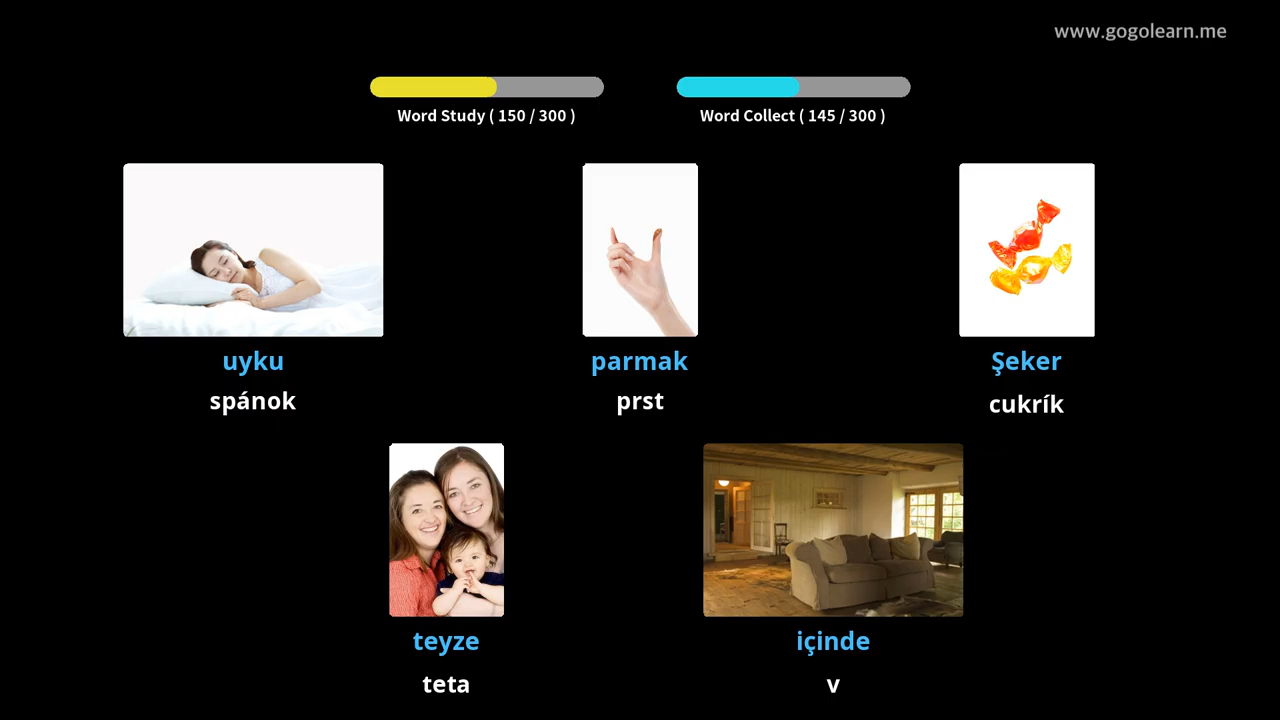 www.gogolearn.me
Word Study ( 150 / 300 )
Word Collect ( 145 / 300 )
uyku
spánok
parmak
prst
Şeker
cukrík
teyze
teta
içinde
v